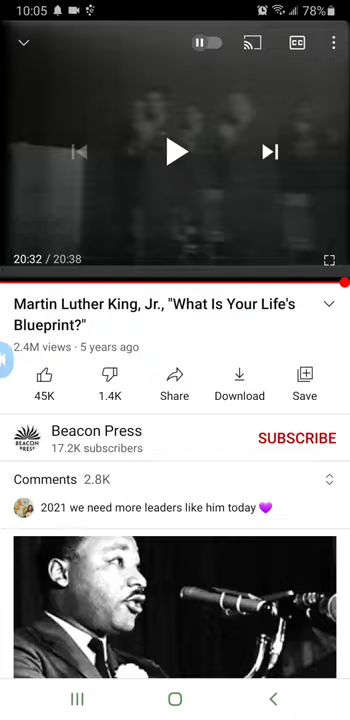 10:05
78%
CC
20:32 / 20:38
Martin Luther King, Jr., "What Is Your Life's
Blueprint?"
2.4M views · 5 years ago
45K
1.4K
Share
Download
Save
BEACON
PRESS
Beacon Press
17.2K subscribers
SUBSCRIBE
Comments 2.8K
2021 we need more leaders like him today 💜